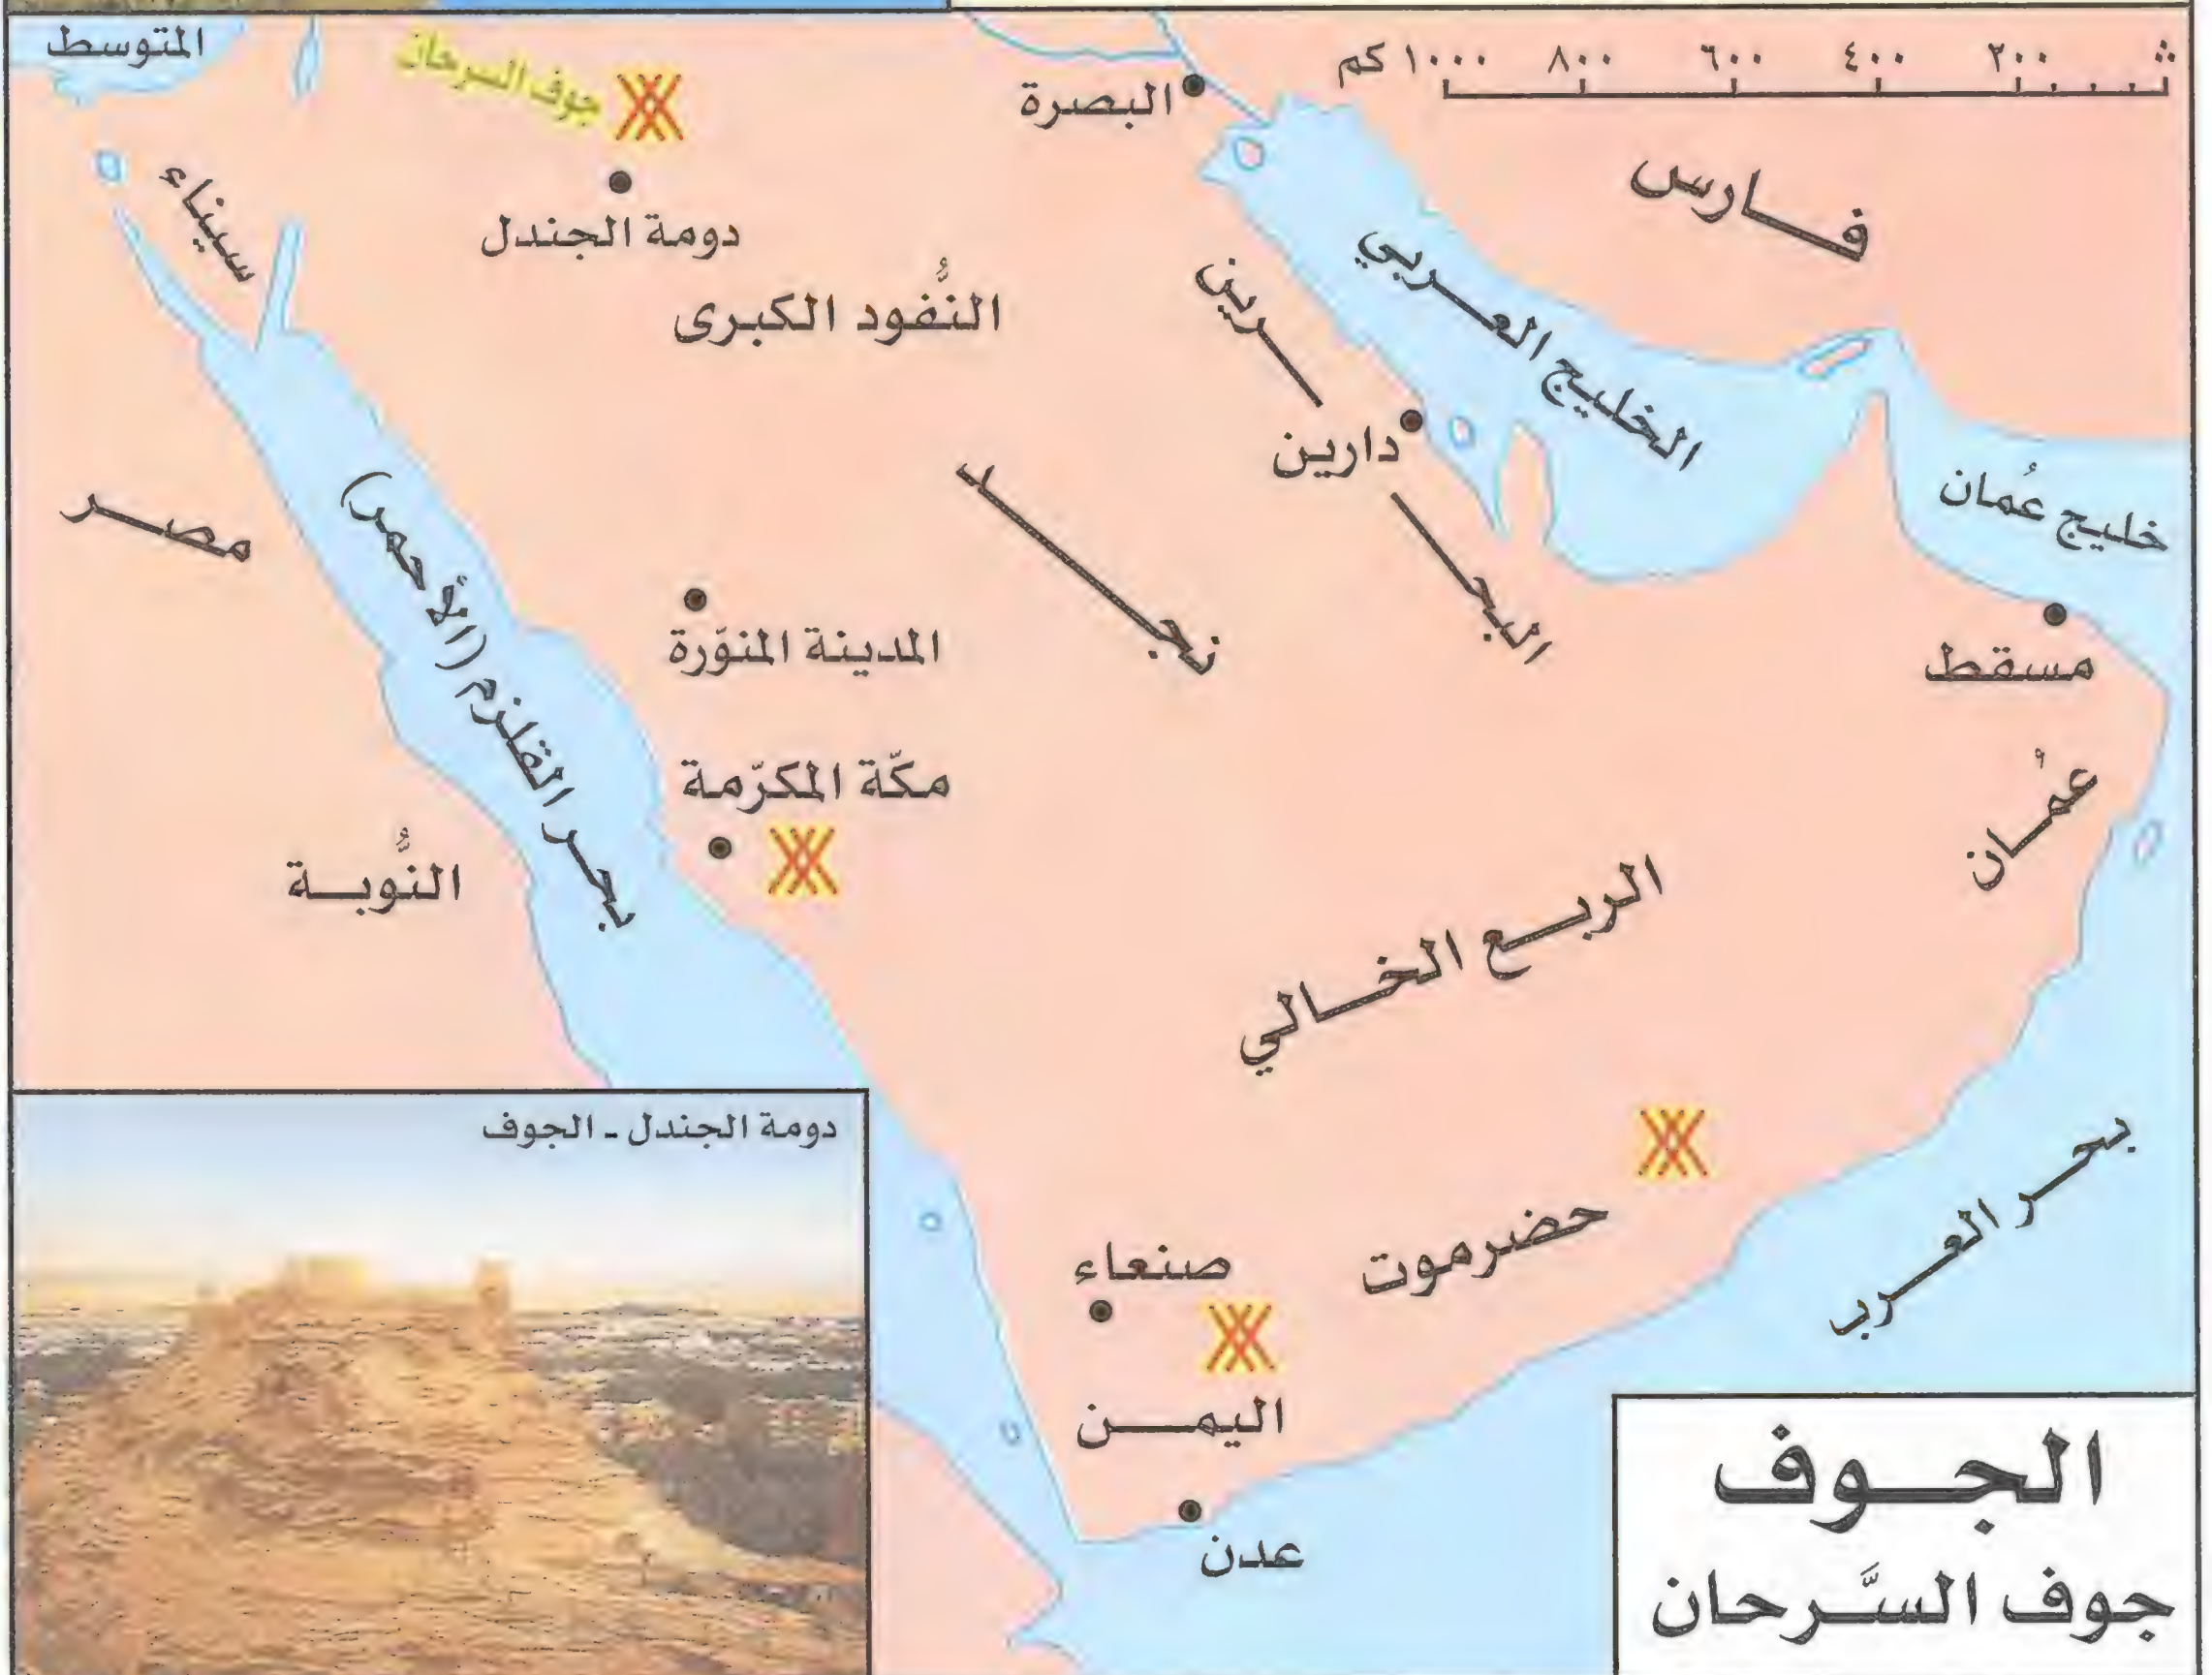 المتوسط
جوف السرحان
البصرة
١٠٠٠ كم ٨٠٠ ٦٠٠ ٤٠٠ ٢٠٠
فارس
سيناء
دومة الجندل
النُّفود الكبرى
الخليج العربي
البحرين
دارين
خليج عُمان
نجد
مصر
بحر القلزم (الأحمر)
المدينة المنوّرة
مسقط
مكّة المكرّمة
عُمان
النُّوبة
الربع الخالي
بحر العرب
حضرموت
صنعاء
اليمن
عدن
دومة الجندل - الجوف
الجوف
جوف السَّرحان